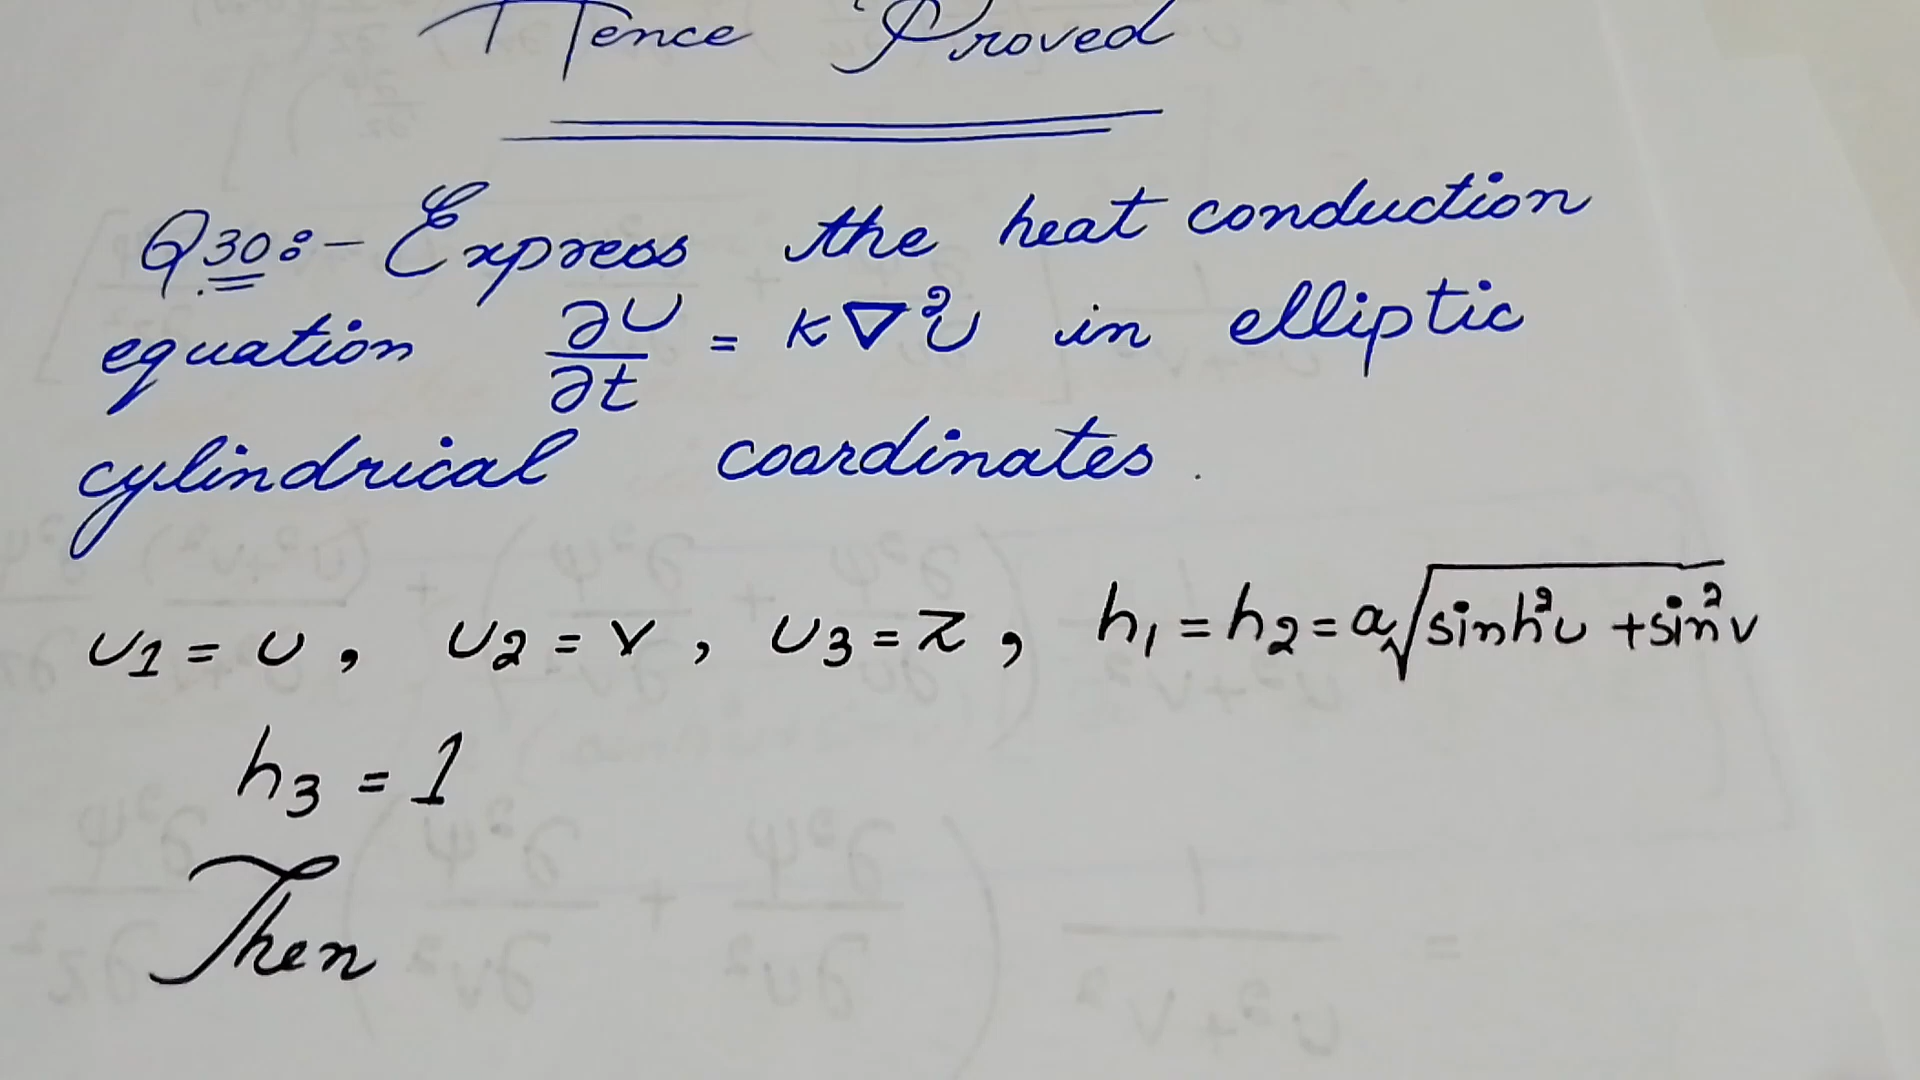 Hence Proved
Q30:- Express the heat conduction
equation ∂U/∂t = κ∇²U in elliptic
cylindrical coordinates.
u1 = u, u2 = v, u3 = z, h1 = h2 = a√(sinh²u + sin²v)
h3 = 1
Then